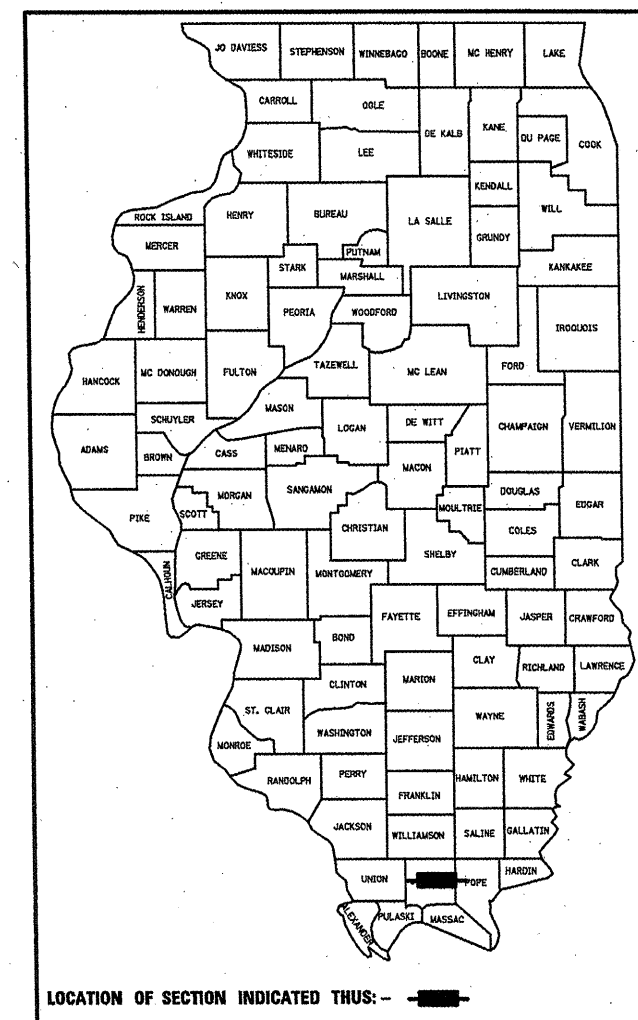 JO DAVIESS STEPHENSON WINNEBAGO BOONE MC HENRY LAKE
CARROLL OGLE DE KALB KANE DU PAGE COOK
WHITESIDE LEE KENDALL WILL
ROCK ISLAND HENRY BUREAU LA SALLE GRUNDY
MERCER PUTNAM KANKAKEE
STARK MARSHALL
HENDERSON WARREN KNOX PEORIA WOODFORD LIVINGSTON IROQUOIS
HANCOCK MC DONOUGH FULTON TAZEWELL MC LEAN FORD
MASON
SCHUYLER LOGAN DE WITT CHAMPAIGN VERMILION
ADAMS BROWN CASS MENARD MACON PIATT
PIKE SCOTT MORGAN SANGAMON MOULTRIE DOUGLAS EDGAR
CHRISTIAN COLES
GREENE SHELBY
CALHOUN MACOUPIN MONTGOMERY CUMBERLAND CLARK
JERSEY FAYETTE EFFINGHAM JASPER CRAWFORD
MADISON BOND
CLAY RICHLAND LAWRENCE
CLINTON MARION
ST. CLAIR WAYNE EDWARDS WABASH
WASHINGTON JEFFERSON
MONROE
RANDOLPH PERRY HAMILTON WHITE
FRANKLIN
JACKSON WILLIAMSON SALINE GALLATIN
UNION POPE HARDIN
ALEXANDER PULASKI MASSAC
LOCATION OF SECTION INDICATED THUS: -